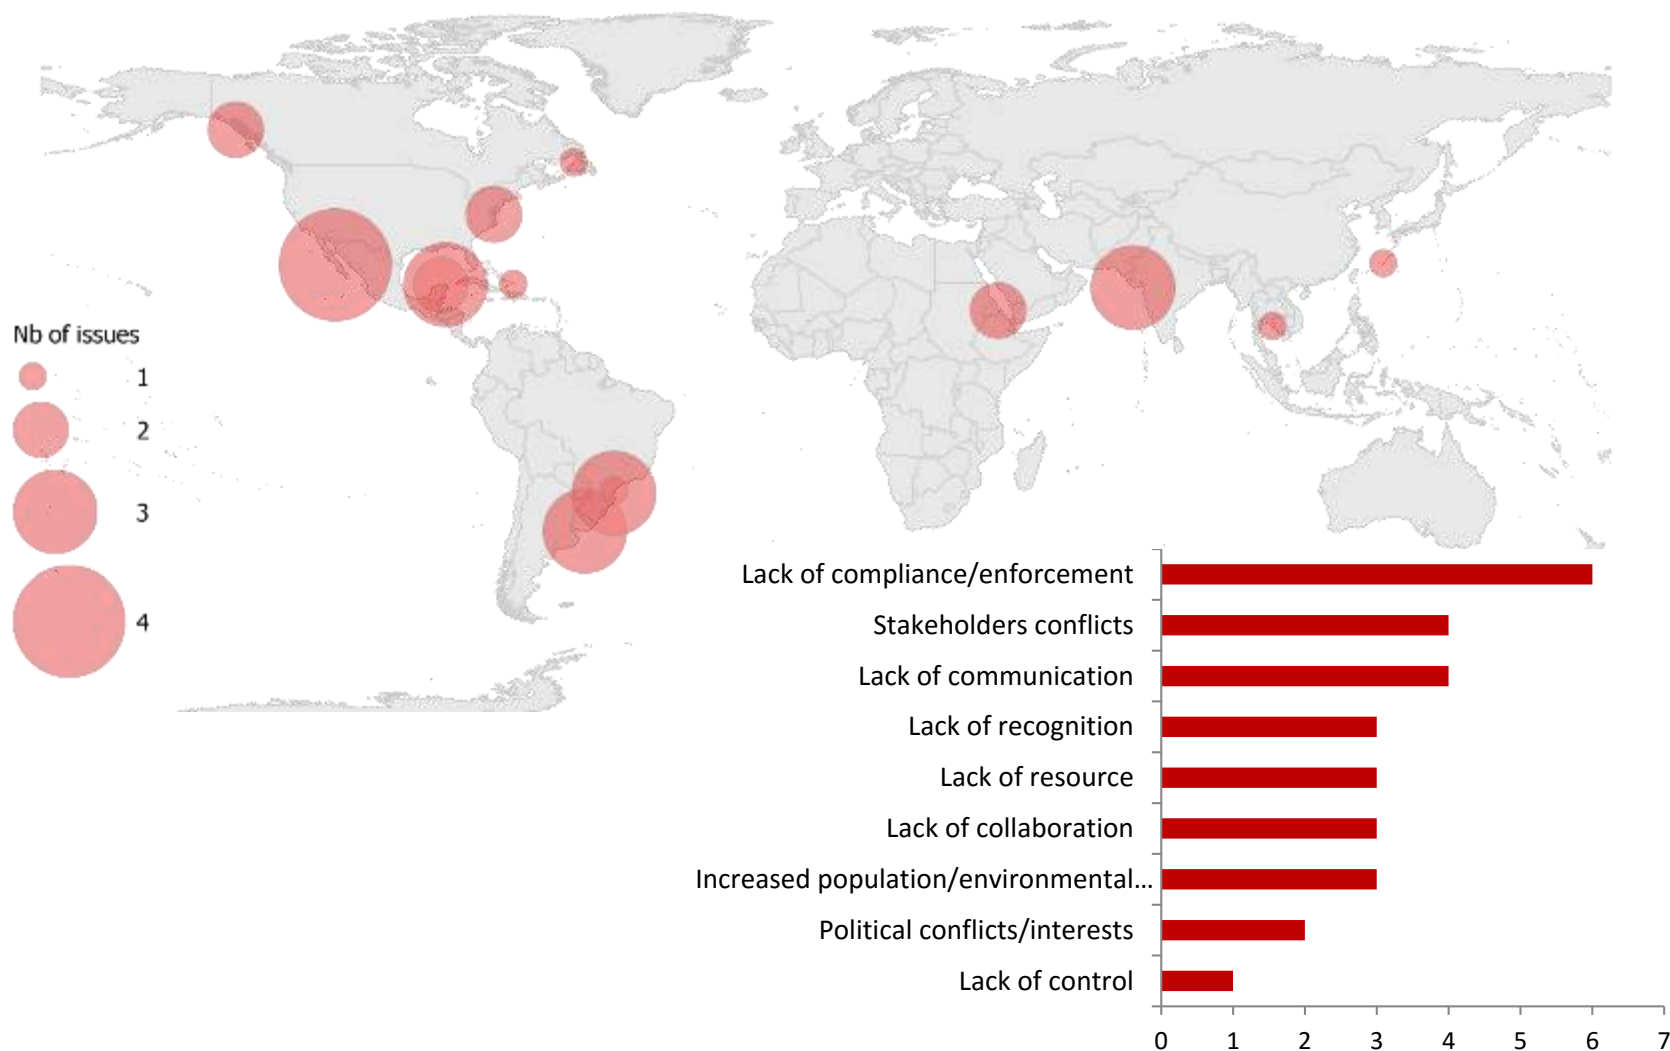 Nb of issues
1
2
3
4
Lack of compliance/enforcement
Stakeholders conflicts
Lack of communication
Lack of recognition
Lack of resource
Lack of collaboration
Increased population/environmental...
Political conflicts/interests
Lack of control
0 1 2 3 4 5 6 7